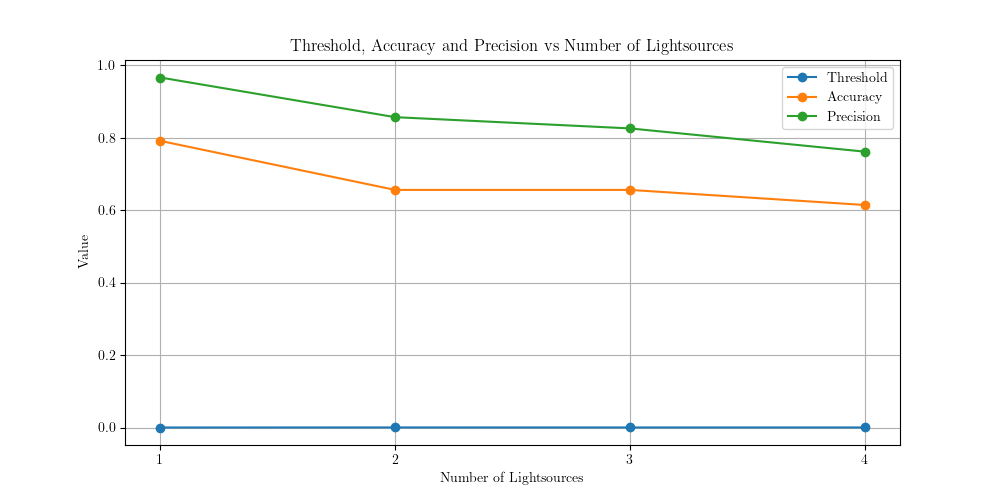 Threshold, Accuracy and Precision vs Number of Lightsources
1.0
0.8
0.6
0.4
0.2
0.0
Value
Threshold
Accuracy
Precision
1 2 3 4
Number of Lightsources